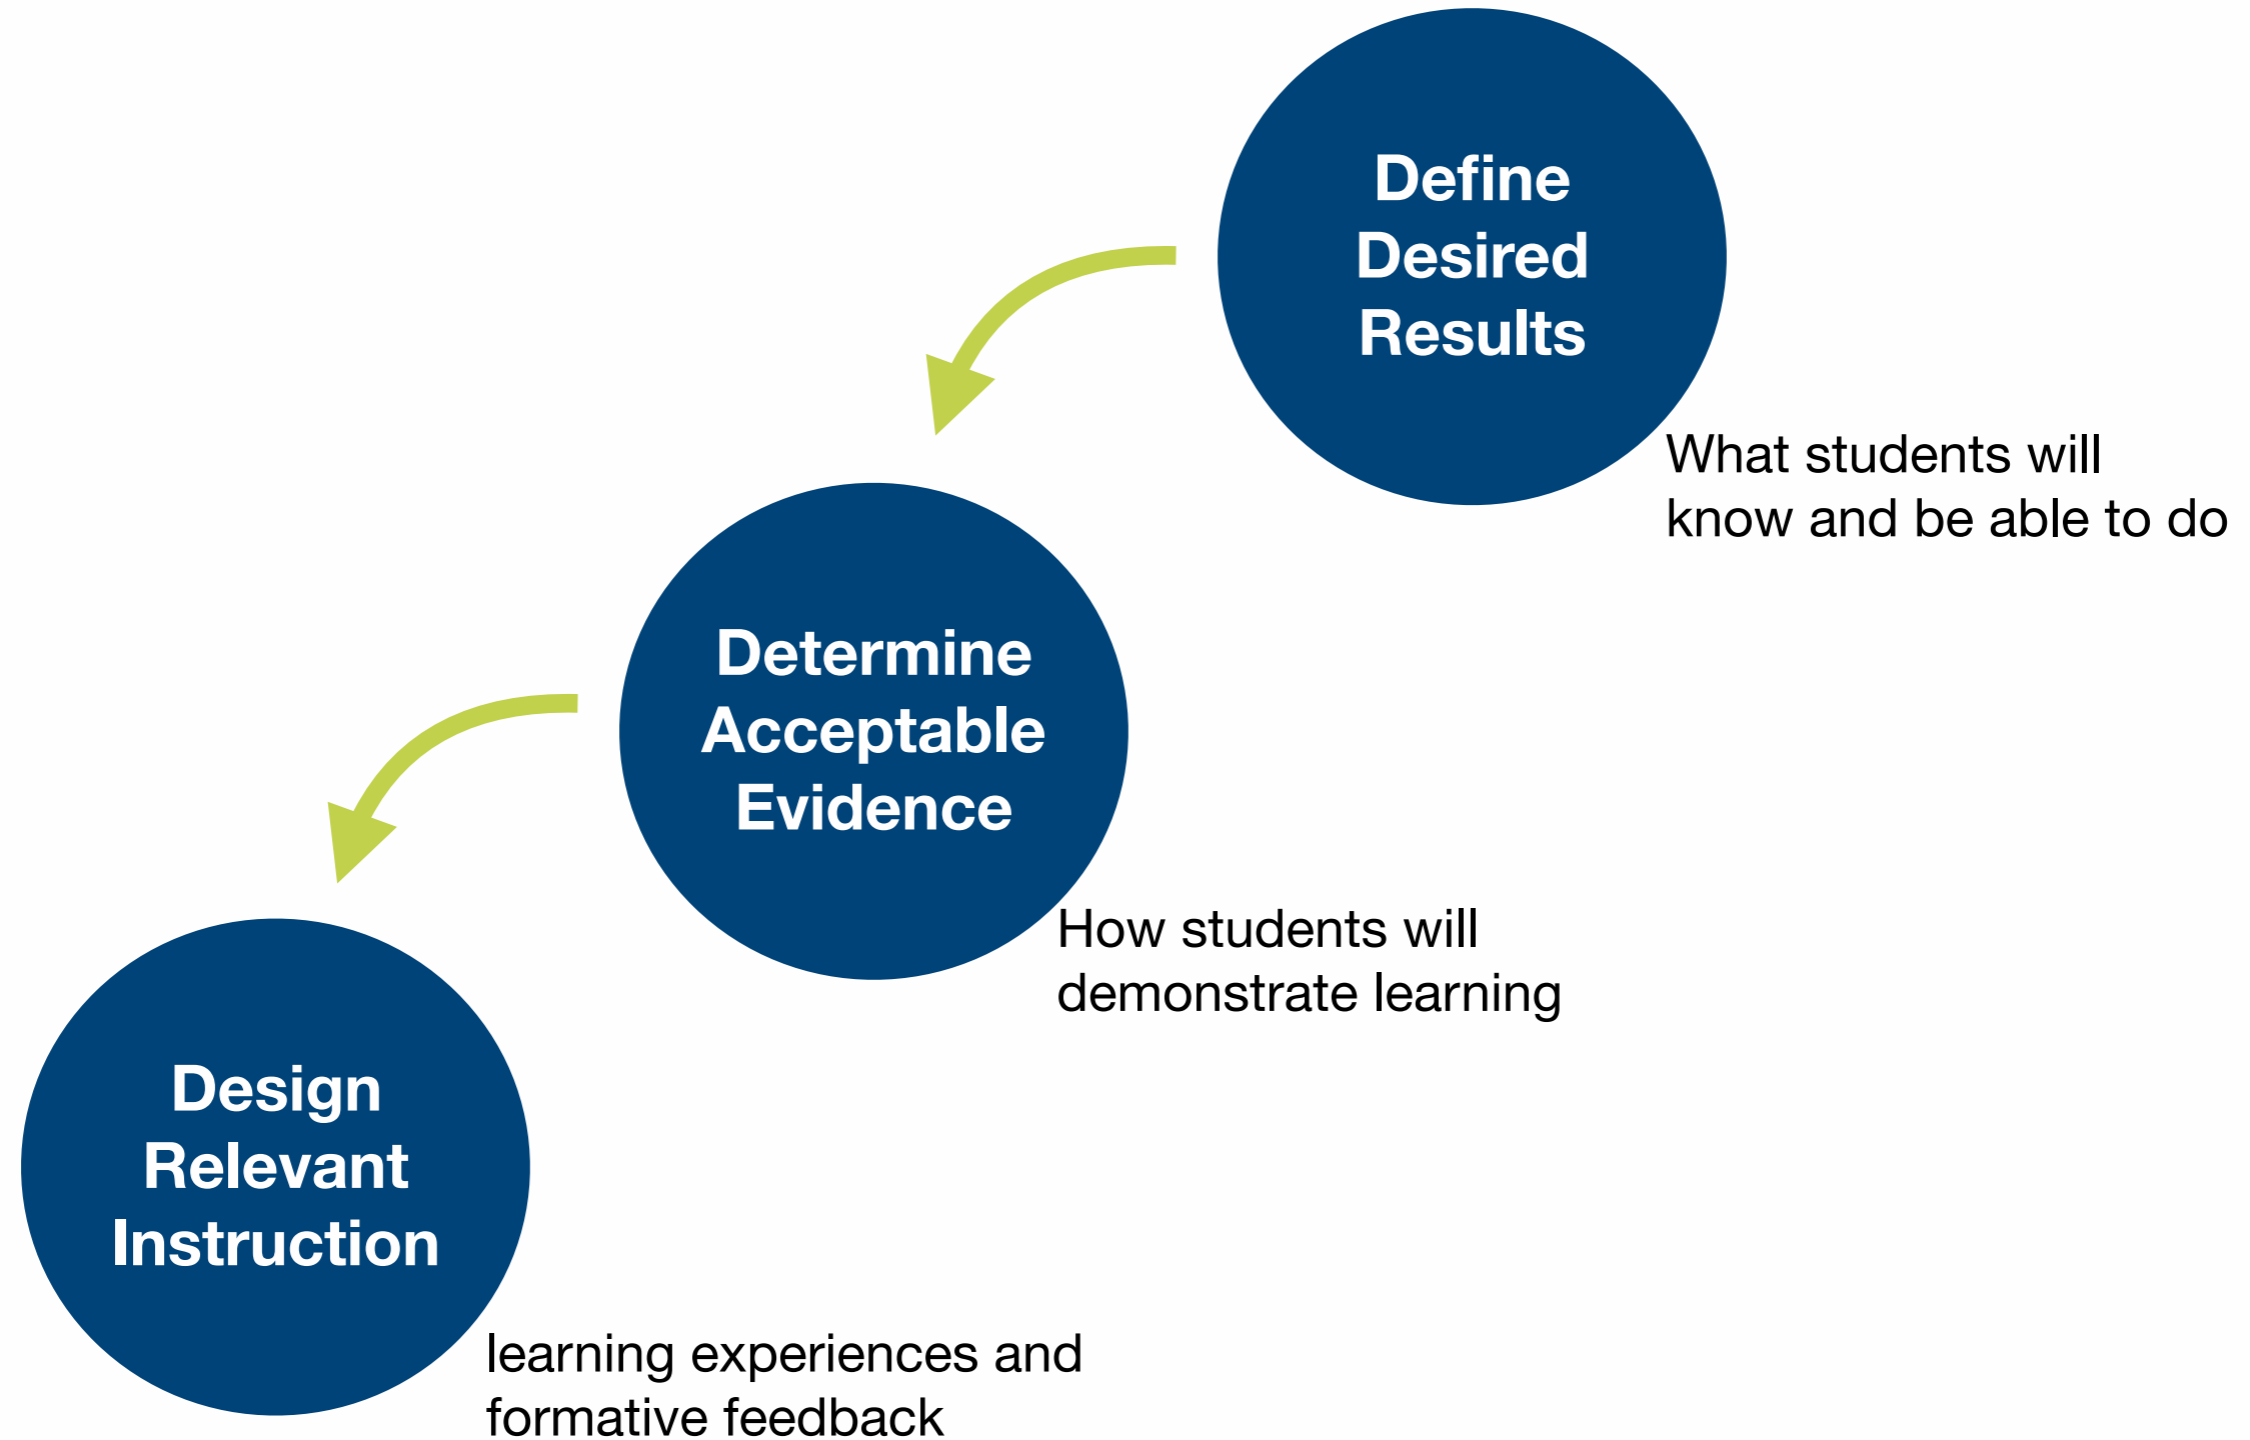 Define
Desired
Results
What students will
know and be able to do
Determine
Acceptable
Evidence
How students will
demonstrate learning
Design
Relevant
Instruction
learning experiences and
formative feedback